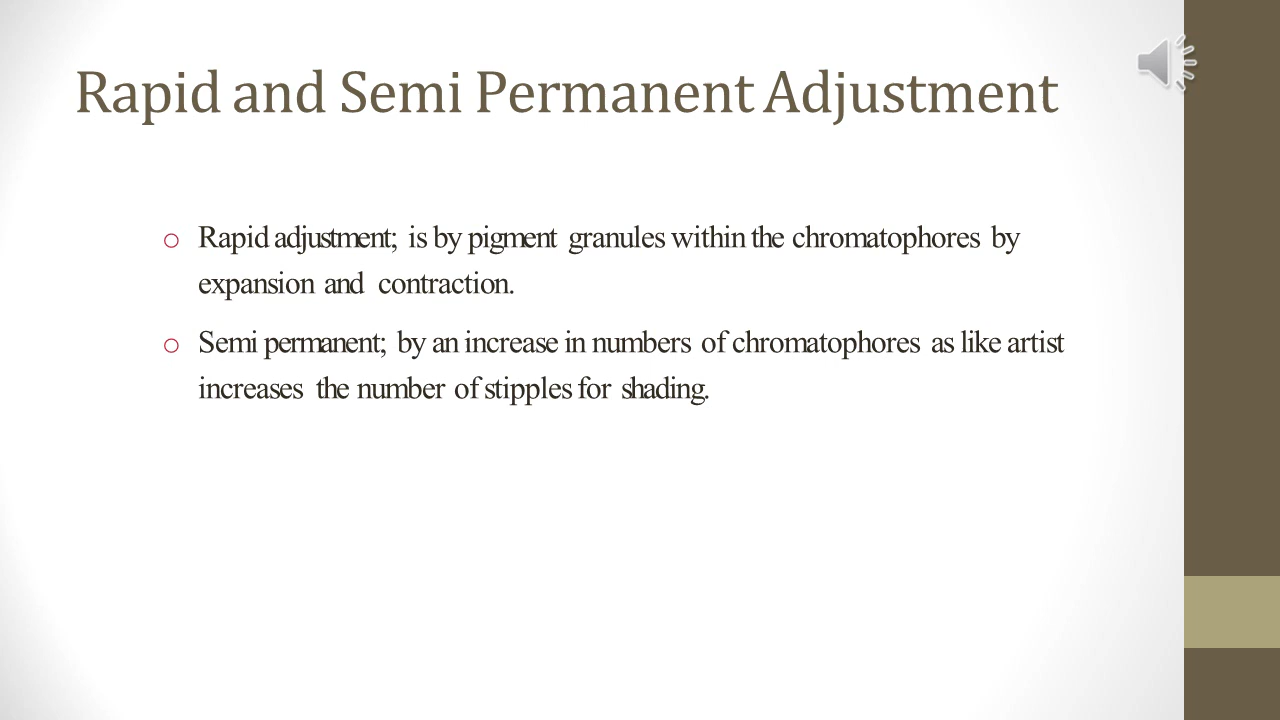 Rapid and Semi Permanent Adjustment
o Rapid adjustment; is by pigment granules within the chromatophores by
expansion and contraction.
o Semi permanent; by an increase in numbers of chromatophores as like artist
increases the number of stipples for shading.